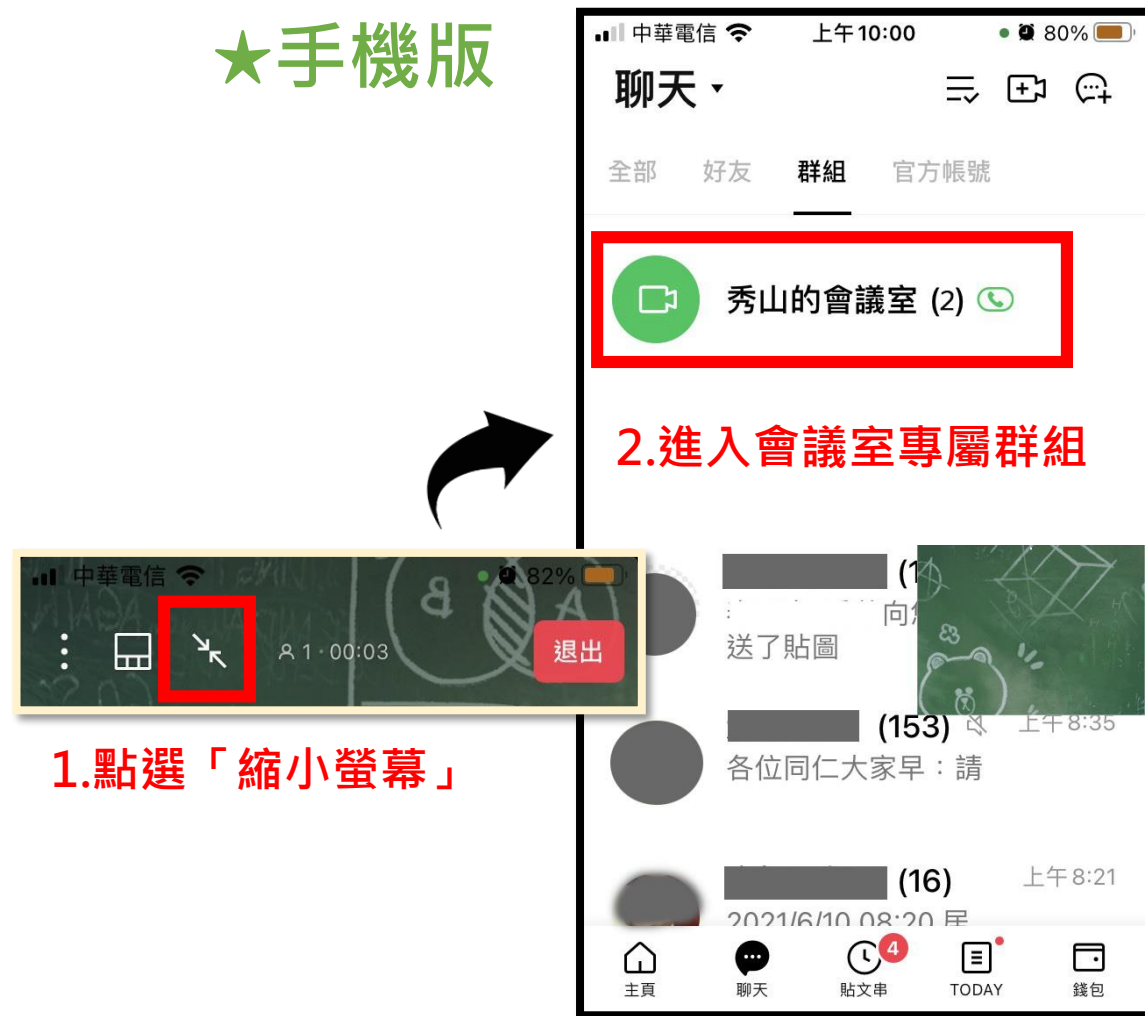 ★手機版
中華電信
上午10:00
80%
聊天
全部 好友 群組 官方帳號
秀山的會議室 (2)
2.進入會議室專屬群組
中華電信
82%
1·00:03
退出
1.點選「縮小螢幕」
送了貼圖
(153)
上午8:35
各位同仁大家早:請
(16)
上午8:21
2021/6/10 08:20 居
4
主頁 聊天 貼文串 TODAY 錢包